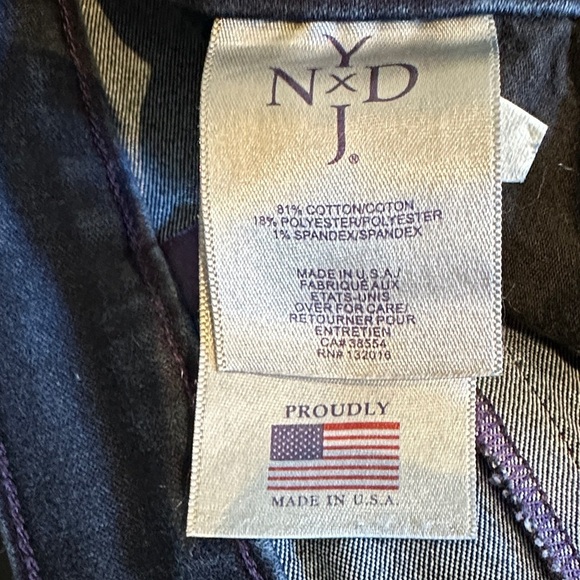 Y
N×D
J®
81% COTTON/COTON
18% POLYESTER/POLYESTER
1% SPANDEX/SPANDEX
MADE IN U.S.A./
FABRIQUE AUX
ETATS-UNIS
OVER FOR CARE/
RETOURNER POUR
ENTRETIEN
CA# 38554
RN# 132016
PROUDLY
MADE IN U.S.A.